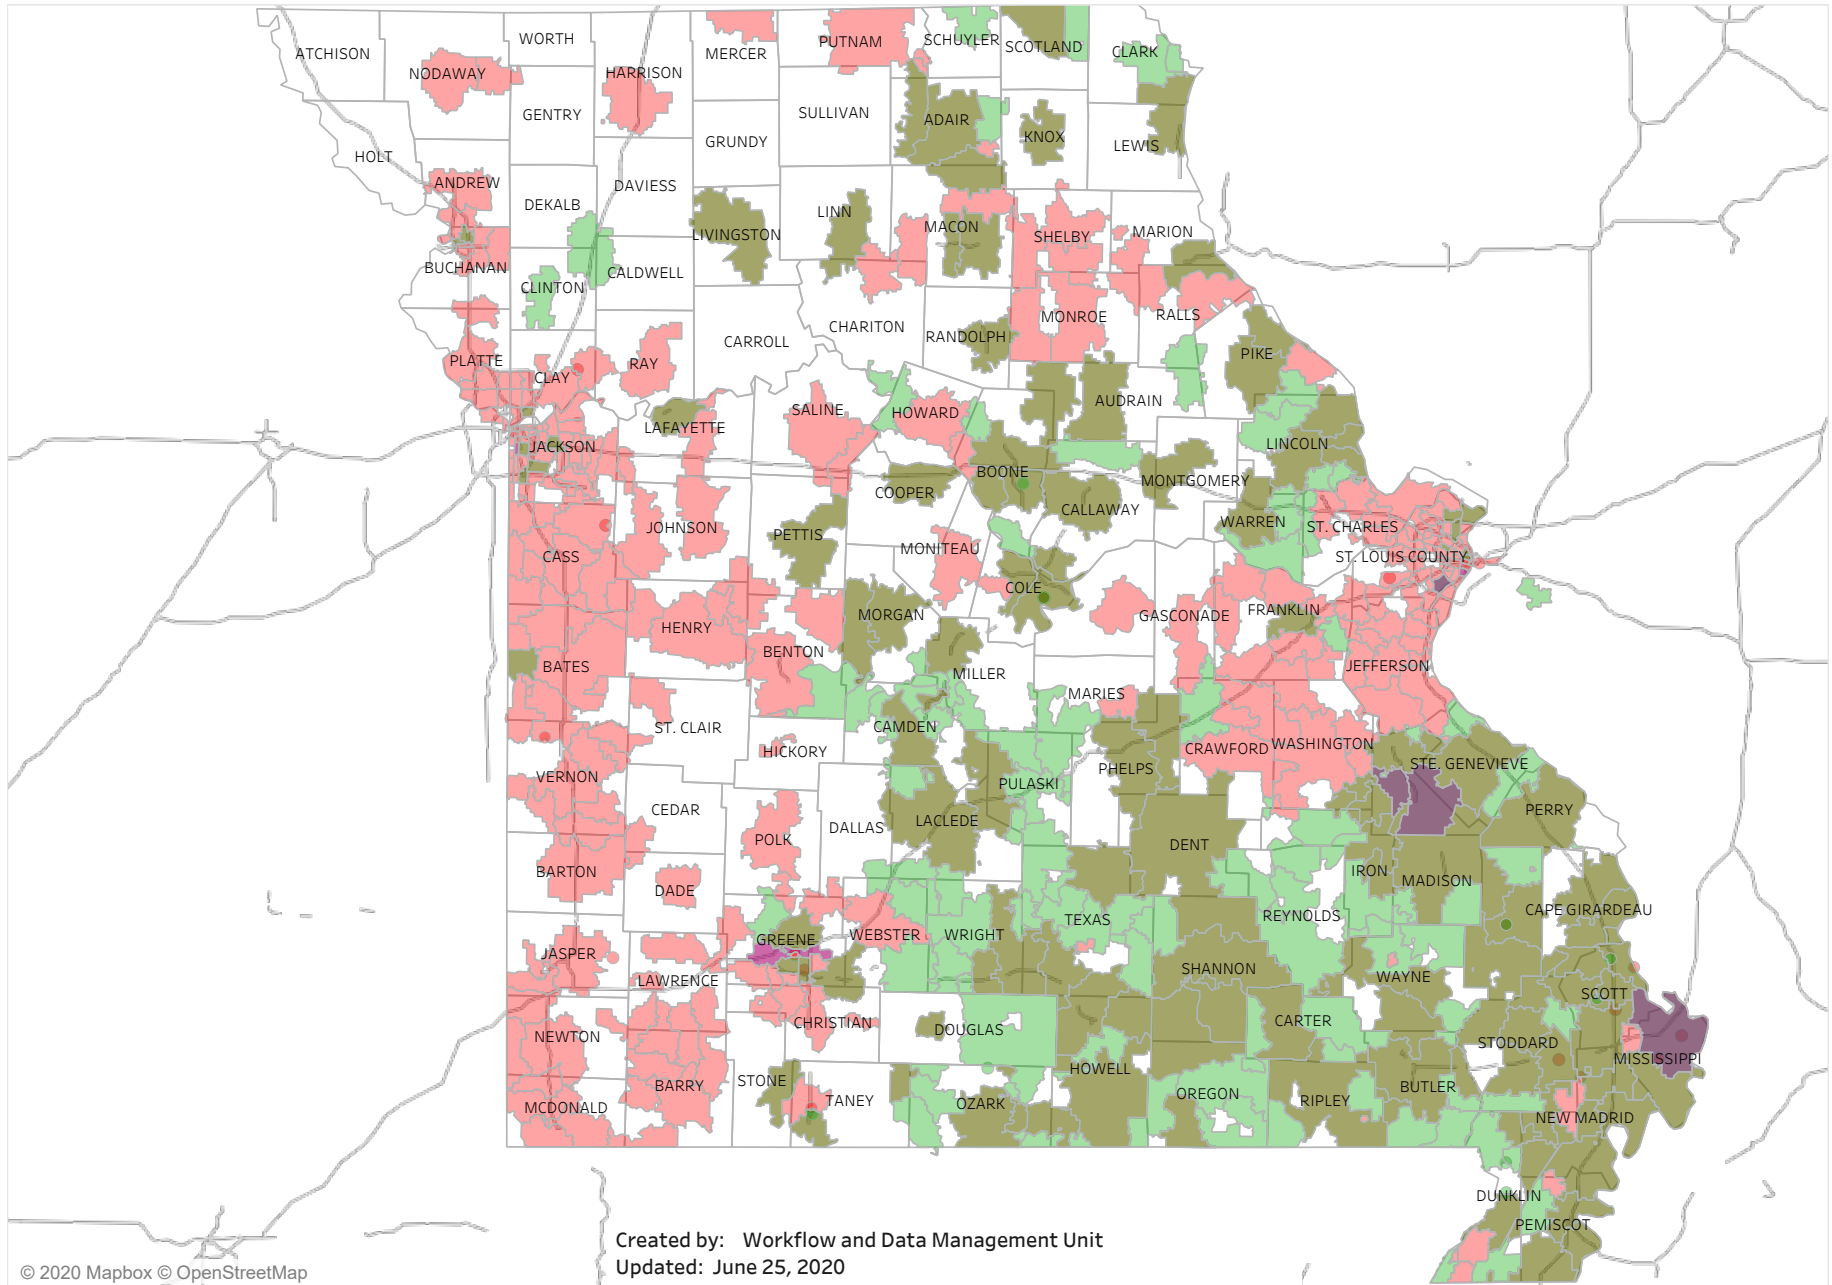 ATCHISON
WORTH
NODAWAY
HARRISON
MERCER
PUTNAM
SCHUYLER
SCOTLAND
CLARK
GENTRY
SULLIVAN
ADAIR
KNOX
LEWIS
GRUNDY
HOLT
ANDREW
DEKALB
DAVIESS
LIVINGSTON
LINN
MACON
SHELBY
MARION
BUCHANAN
CLINTON
CALDWELL
CHARITON
RANDOLPH
MONROE
RALLS
CARROLL
PLATTE
CLAY
RAY
PIKE
SALINE
HOWARD
AUDRAIN
LAFAYETTE
JACKSON
LINCOLN
BOONE
MONTGOMERY
COOPER
CALLAWAY
WARREN
ST. CHARLES
JOHNSON
PETTIS
CASS
MONITEAU
ST. LOUIS COUNTY
COLE
GASCONADE
FRANKLIN
HENRY
MORGAN
BENTON
BATES
MILLER
JEFFERSON
MARIES
ST. CLAIR
CAMDEN
HICKORY
CRAWFORD
WASHINGTON
VERNON
PULASKI
PHELPS
STE. GENEVIEVE
CEDAR
POLK
DALLAS
LACLEDE
PERRY
DENT
BARTON
DADE
IRON
MADISON
CAPE GIRARDEAU
GREENE
WEBSTER
WRIGHT
TEXAS
REYNOLDS
JASPER
LAWRENCE
SHANNON
WAYNE
SCOTT
NEWTON
CHRISTIAN
DOUGLAS
CARTER
STODDARD
MISSISSIPPI
BARRY
STONE
TANEY
OZARK
HOWELL
OREGON
RIPLEY
BUTLER
MCDONALD
NEW MADRID
DUNKLIN
PEMISCOT
Created by: Workflow and Data Management Unit
Updated: June 25, 2020
© 2020 Mapbox © OpenStreetMap